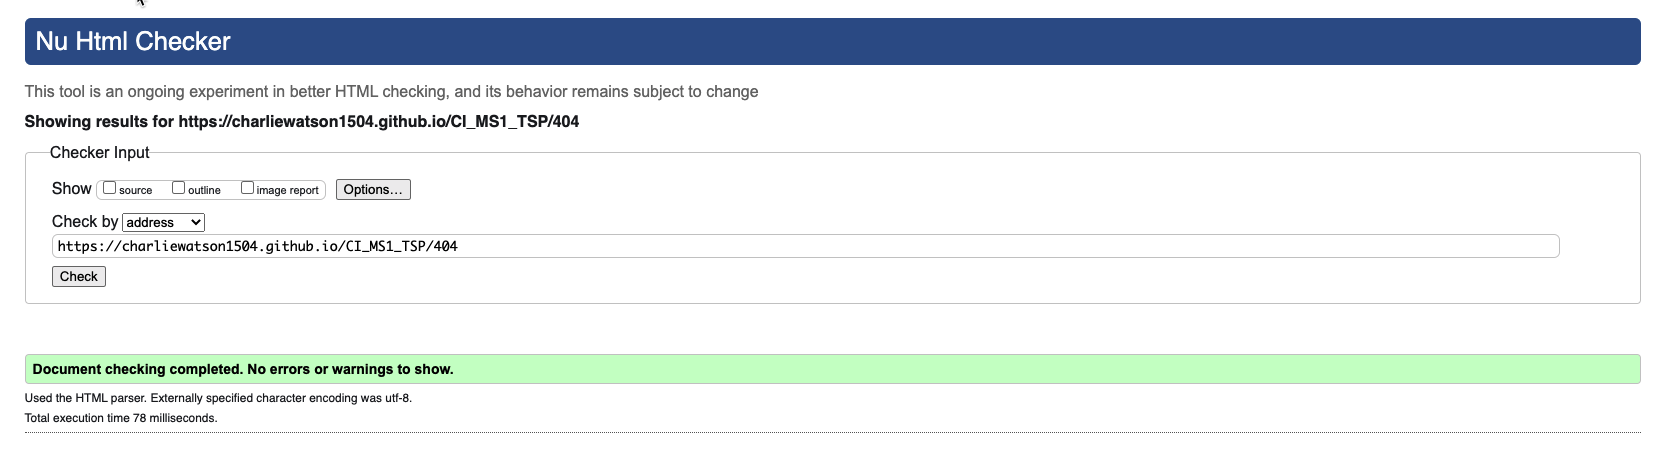 Nu Html Checker
This tool is an ongoing experiment in better HTML checking, and its behavior remains subject to change
Showing results for https://charliewatson1504.github.io/CI_MS1_TSP/404
Checker Input
Show source outline image report Options...
Check by address
https://charliewatson1504.github.io/CI_MS1_TSP/404
Check
Document checking completed. No errors or warnings to show.
Used the HTML parser. Externally specified character encoding was utf-8.
Total execution time 78 milliseconds.